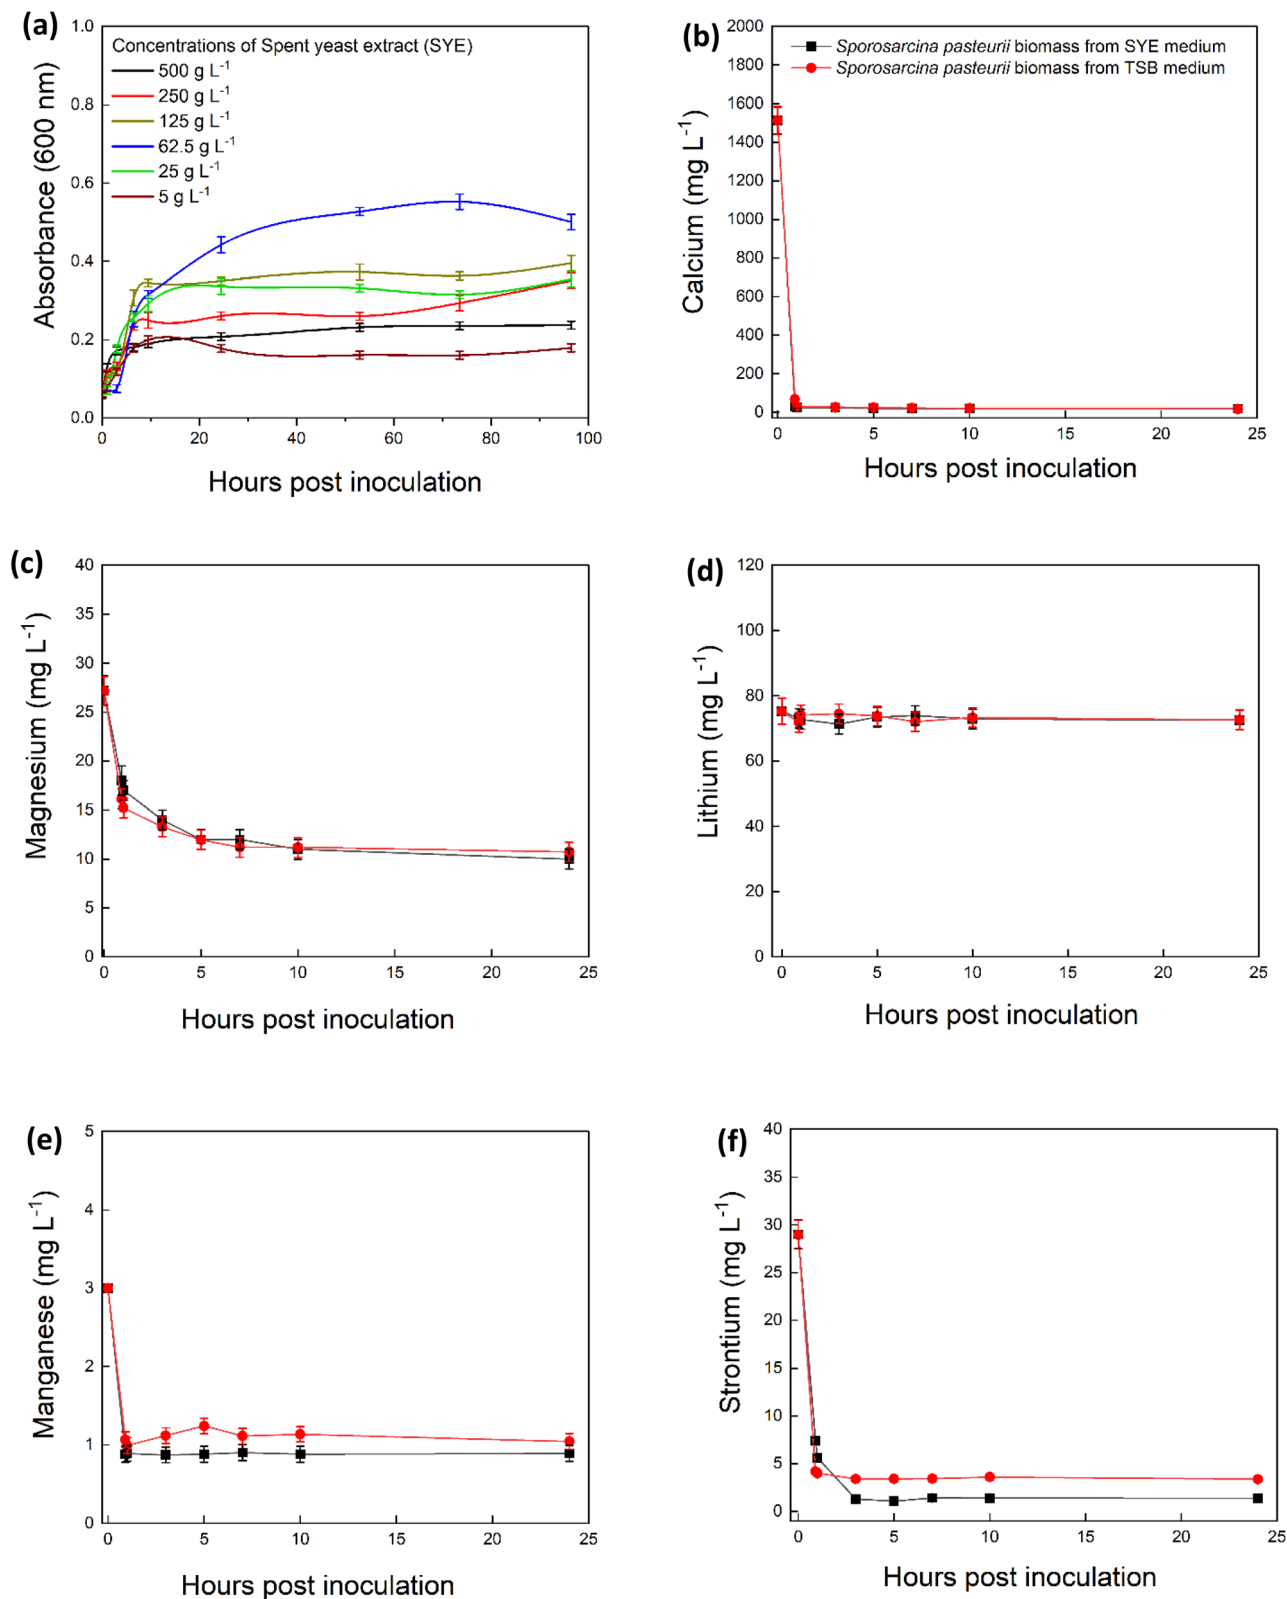 (a)
Concentrations of Spent yeast extract (SYE)
500 g L⁻¹
250 g L⁻¹
125 g L⁻¹
62.5 g L⁻¹
25 g L⁻¹
5 g L⁻¹
Absorbance (600 nm)
1.0
0.8
0.6
0.4
0.2
0.0
0 20 40 60 80 100
Hours post inoculation
(b)
Sporosarcina pasteurii biomass from SYE medium
Sporosarcina pasteurii biomass from TSB medium
Calcium (mg L⁻¹)
2000
1800
1600
1400
1200
1000
800
600
400
200
0
0 5 10 15 20 25
Hours post inoculation
(c)
Magnesium (mg L⁻¹)
40
35
30
25
20
15
10
5
0
0 5 10 15 20 25
Hours post inoculation
(d)
Lithium (mg L⁻¹)
120
100
80
60
40
20
0
0 5 10 15 20 25
Hours post inoculation
(e)
Manganese (mg L⁻¹)
5
4
3
2
1
0
0 5 10 15 20 25
Hours post inoculation
(f)
Strontium (mg L⁻¹)
40
35
30
25
20
15
10
5
0
0 5 10 15 20 25
Hours post inoculation